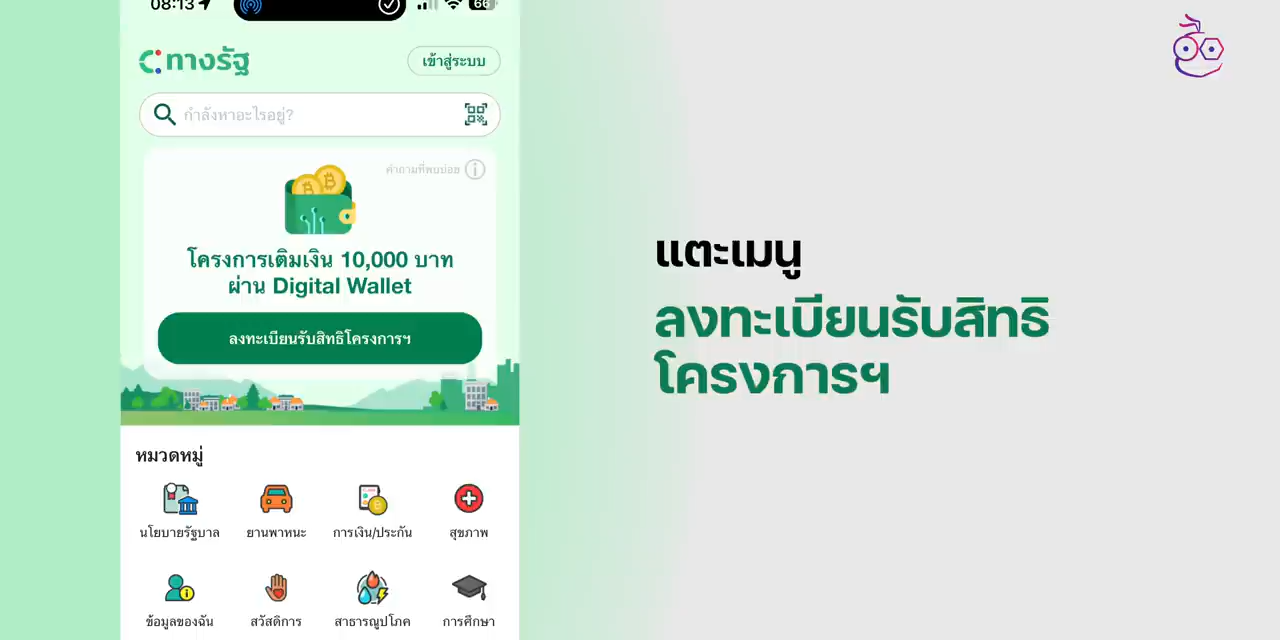 08:13
66
ทางรัฐ
เข้าสู่ระบบ
กำลังหาอะไรอยู่?
คำถามที่พบบ่อย
โครงการเติมเงิน 10,000 บาท
ผ่าน Digital Wallet
ลงทะเบียนรับสิทธิโครงการฯ
หมวดหมู่
นโยบายรัฐบาล
ยานพาหนะ
การเงิน/ประกัน
สุขภาพ
ข้อมูลของฉัน
สวัสดิการ
สาธารณูปโภค
การศึกษา
แตะเมนู
ลงทะเบียนรับสิทธิ
โครงการฯ